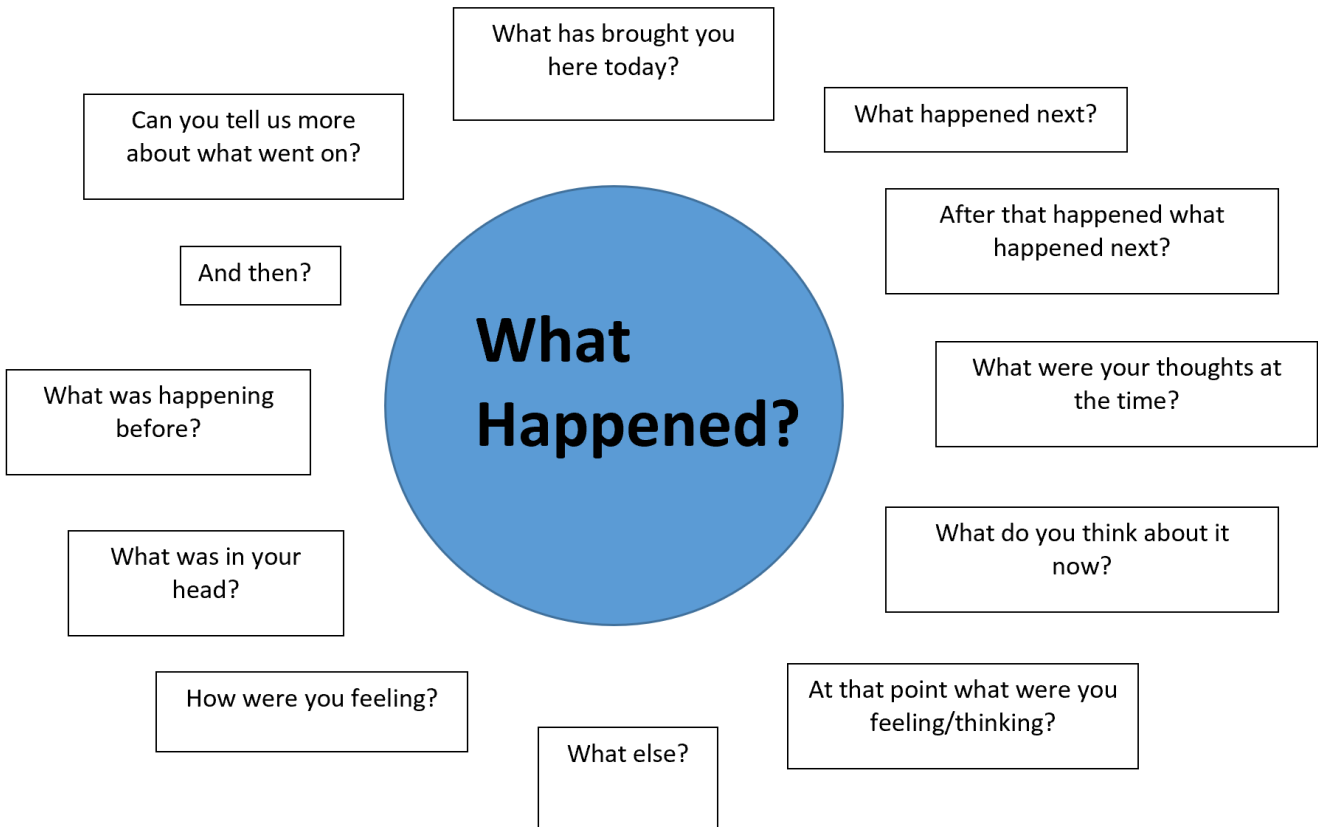 What has brought you
here today?
What happened next?
Can you tell us more
about what went on?
After that happened what
happened next?
And then?
What
Happened?
What were your thoughts at
the time?
What was happening
before?
What do you think about it
now?
What was in your
head?
At that point what were you
feeling/thinking?
How were you feeling?
What else?